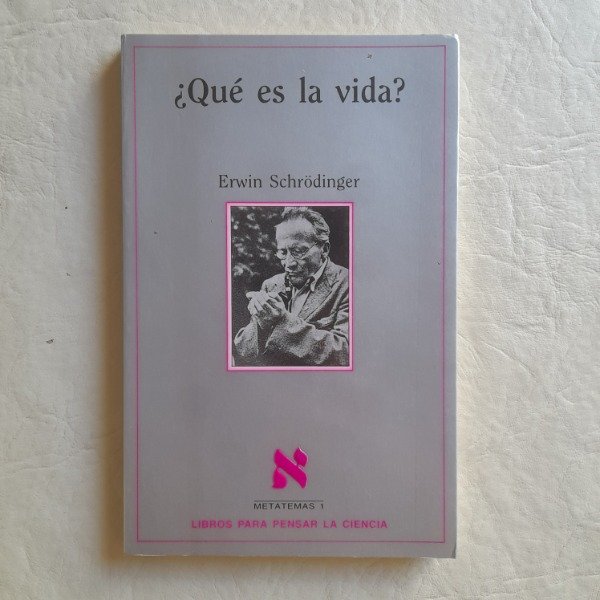 ¿Qué es la vida?
Erwin Schrödinger
א
METATEMAS 1
LIBROS PARA PENSAR LA CIENCIA